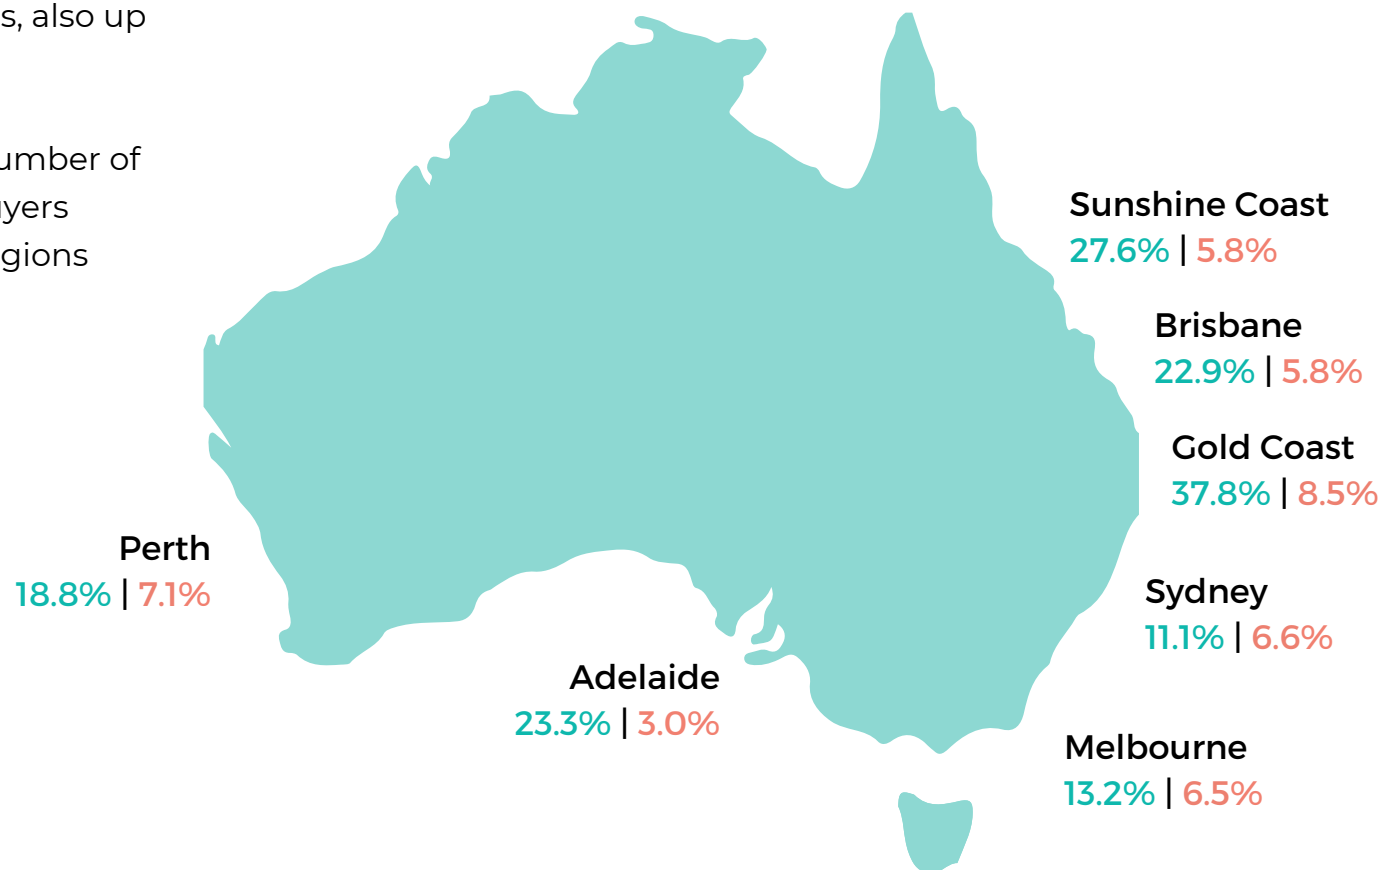 s, also up
umber of
yers
gions
Sunshine Coast
27.6% | 5.8%
Brisbane
22.9% | 5.8%
Gold Coast
37.8% | 8.5%
Perth
18.8% | 7.1%
Sydney
11.1% | 6.6%
Adelaide
23.3% | 3.0%
Melbourne
13.2% | 6.5%